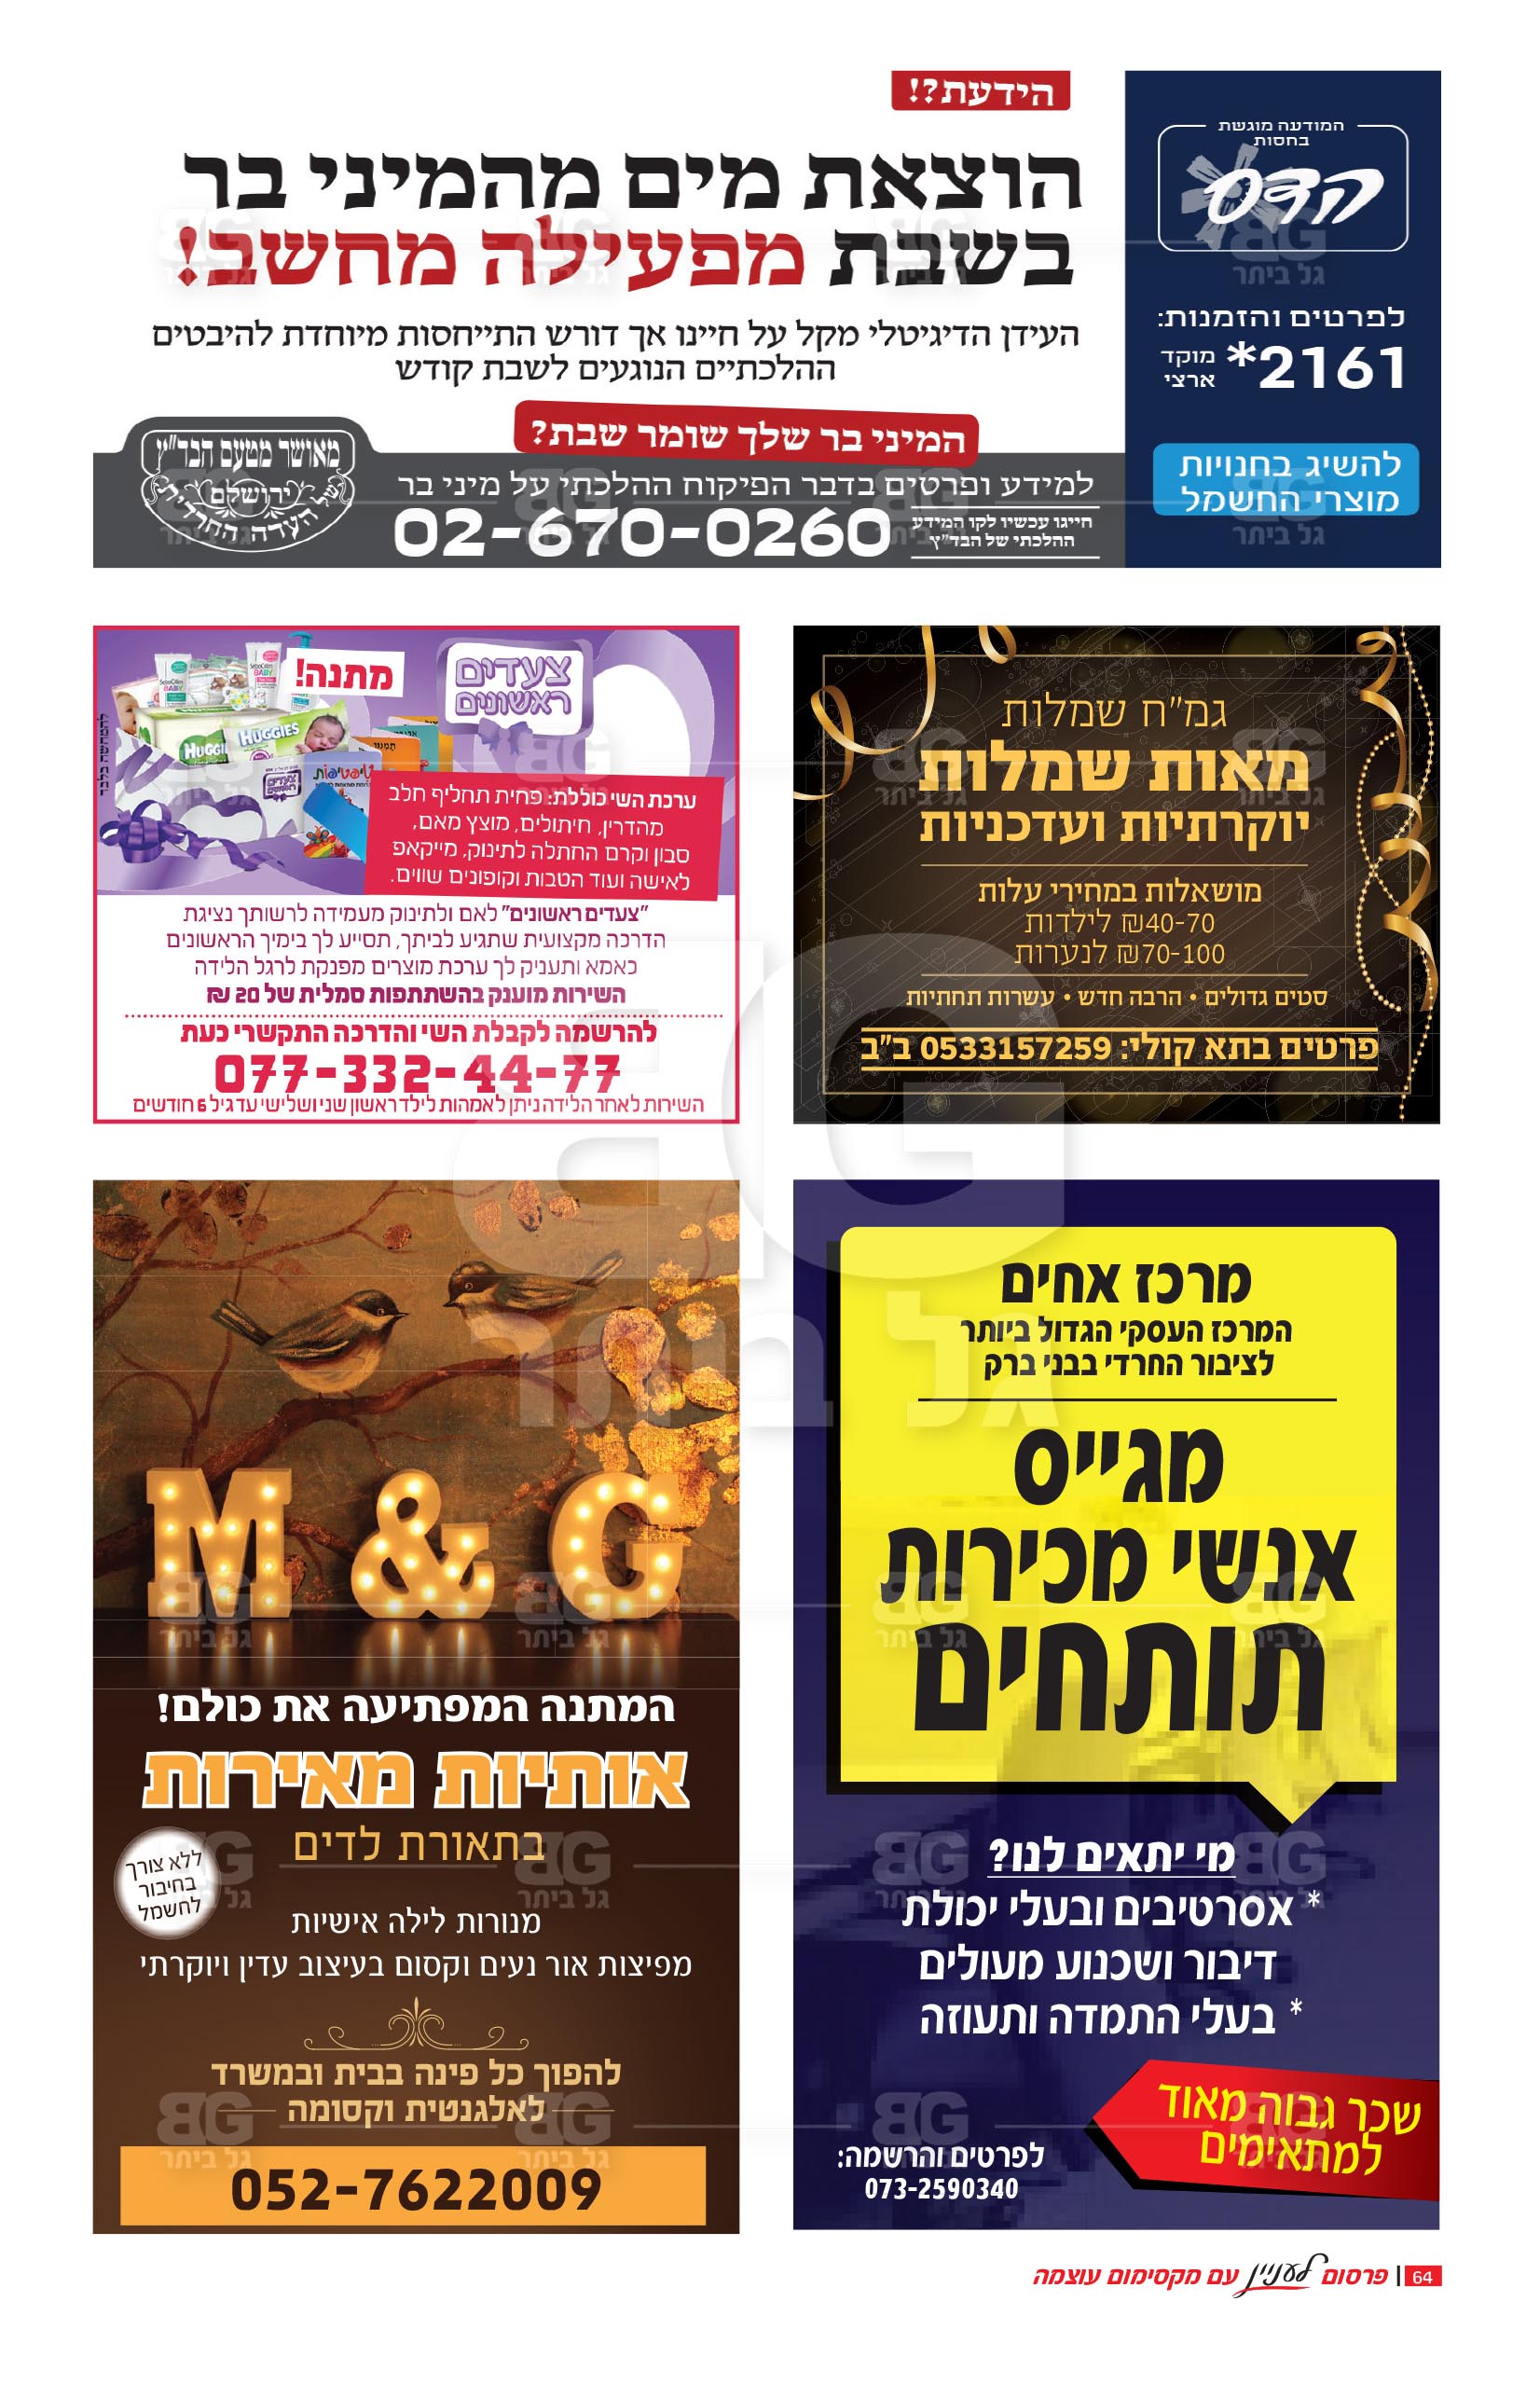 הידעת?!
הוצאת מים מהמיני בר
בשבת מפעילה מחשב!
העידן הדיגיטלי מקל על חיינו אך דורש התייחסות מיוחדת להיבטים
ההלכתיים הנוגעים לשבת קודש
המיני בר שלך שומר שבת?
למידע ופרטים בדבר הפיקוח ההלכתי על מיני בר
חייגו עכשיו לקו המידע
ההלכתי של הבד"ץ
02-670-0260
מאושר מטעם הבד"ץ
של העדה החרדית
ירושלם
המודעה מוגשת
בחסות
הדס
לפרטים והזמנות:
*2161 מוקד
ארצי
להשיג בחנויות
מוצרי החשמל
גמ"ח שמלות
מאות שמלות
יוקרתיות ועדכניות
מושאלות במחירי עלות
40-70₪ לילדות
70-100₪ לנערות
סטים גדולים • הרבה חדש • עשרות תחתיות
פרטים בתא קולי: 0533157259 ב"ב
צעדים
ראשונים
מתנה!
להמחשה בלבד
HUGGIES
ערכת השי כוללת: פחית תחליף חלב
מהדרין, חיתולים, מוצץ מאם,
סבון וקרם החתלה לתינוק, מייקאפ
לאישה ועוד הטבות וקופונים שווים.
"צעדים ראשונים" לאם ולתינוק מעמידה לרשותך נציגת
הדרכה מקצועית שתגיע לביתך, תסייע לך בימיך הראשונים
כאמא ותעניק לך ערכת מוצרים מפנקת לרגל הלידה
השירות מוענק בהשתתפות סמלית של 20 ₪
להרשמה לקבלת השי והדרכה התקשרי כעת
077-332-44-77
השירות לאחר הלידה ניתן לאמהות לילד ראשון שני ושלישי עד גיל 6 חודשים
מרכז אחים
המרכז העסקי הגדול ביותר
לציבור החרדי בבני ברק
מגייס
אנשי מכירות
תותחים
מי יתאים לנו?
* אסרטיבים ובעלי יכולת
דיבור ושכנוע מעולים
* בעלי התמדה ותעוזה
שכר גבוה מאוד
למתאימים
לפרטים והרשמה:
073-2590340
M & G
המתנה המפתיעה את כולם!
אותיות מאירות
בתאורת לדים
ללא צורך
בחיבור
לחשמל
מנורות לילה אישיות
מפיצות אור נעים וקסום בעיצוב עדין ויוקרתי
להפוך כל פינה בבית ובמשרד
לאלגנטית וקסומה
052-7622009
64 | פרסום לעניין עם מקסימום עוצמה
BG
גל ביתר